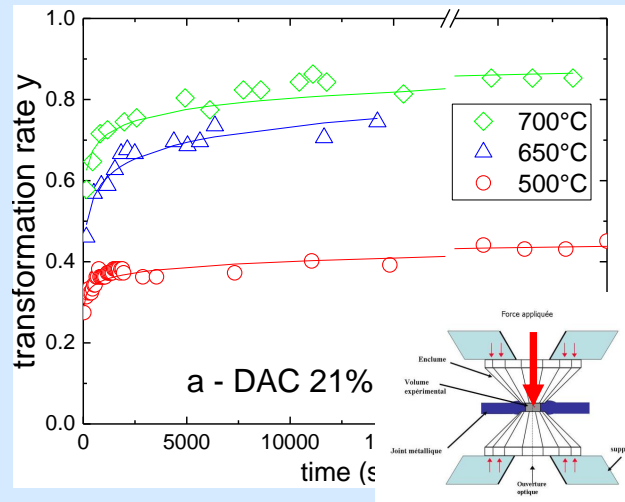 transformation rate y
1.0
0.8
0.6
0.4
0.2
0.0
700°C
650°C
500°C
a - DAC 21%
0
5000
10000
time (s
Force appliquée
Enclume
Volume
expérimental
Joint métallique
Ouverture
optique